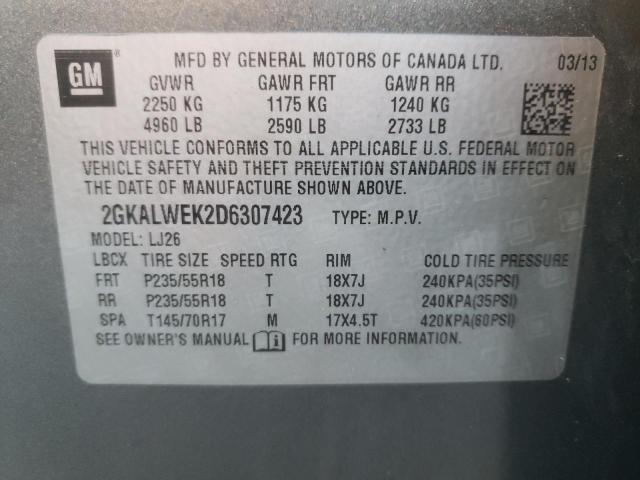 GM ®
MFD BY GENERAL MOTORS OF CANADA LTD. 03/13
GVWR GAWR FRT GAWR RR
2250 KG 1175 KG 1240 KG
4960 LB 2590 LB 2733 LB
THIS VEHICLE CONFORMS TO ALL APPLICABLE U.S. FEDERAL MOTOR
VEHICLE SAFETY AND THEFT PREVENTION STANDARDS IN EFFECT ON
THE DATE OF MANUFACTURE SHOWN ABOVE.
2GKALWEK2D6307423 TYPE: M.P.V.
MODEL: LJ26
LBCX TIRE SIZE SPEED RTG RIM COLD TIRE PRESSURE
FRT P235/55R18 T 18X7J 240KPA(35PSI)
RR P235/55R18 T 18X7J 240KPA(35PSI)
SPA T145/70R17 M 17X4.5T 420KPA(60PSI)
SEE OWNER'S MANUAL FOR MORE INFORMATION.